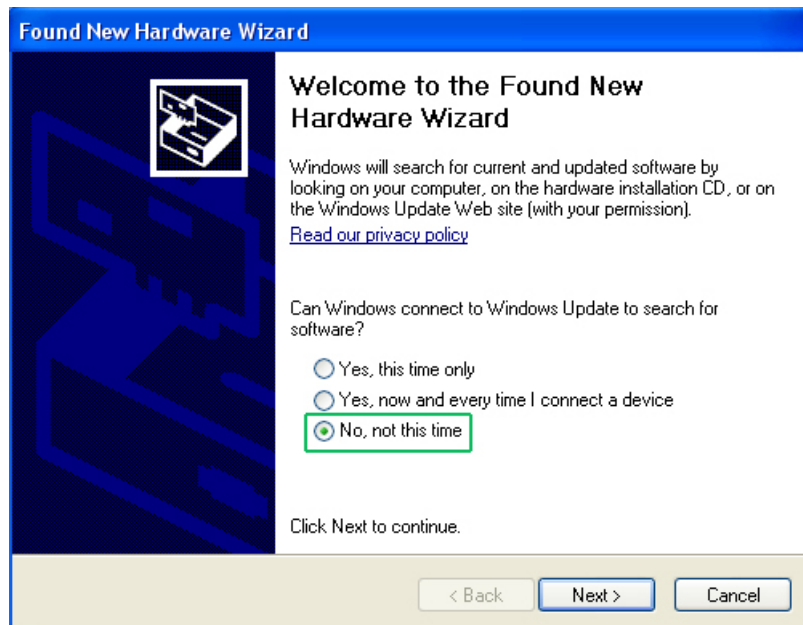 Found New Hardware Wizard
Welcome to the Found New
Hardware Wizard
Windows will search for current and updated software by
looking on your computer, on the hardware installation CD, or on
the Windows Update Web site (with your permission).
Read our privacy policy
Can Windows connect to Windows Update to search for
software?
Yes, this time only
Yes, now and every time I connect a device
No, not this time
Click Next to continue.
< Back Next > Cancel